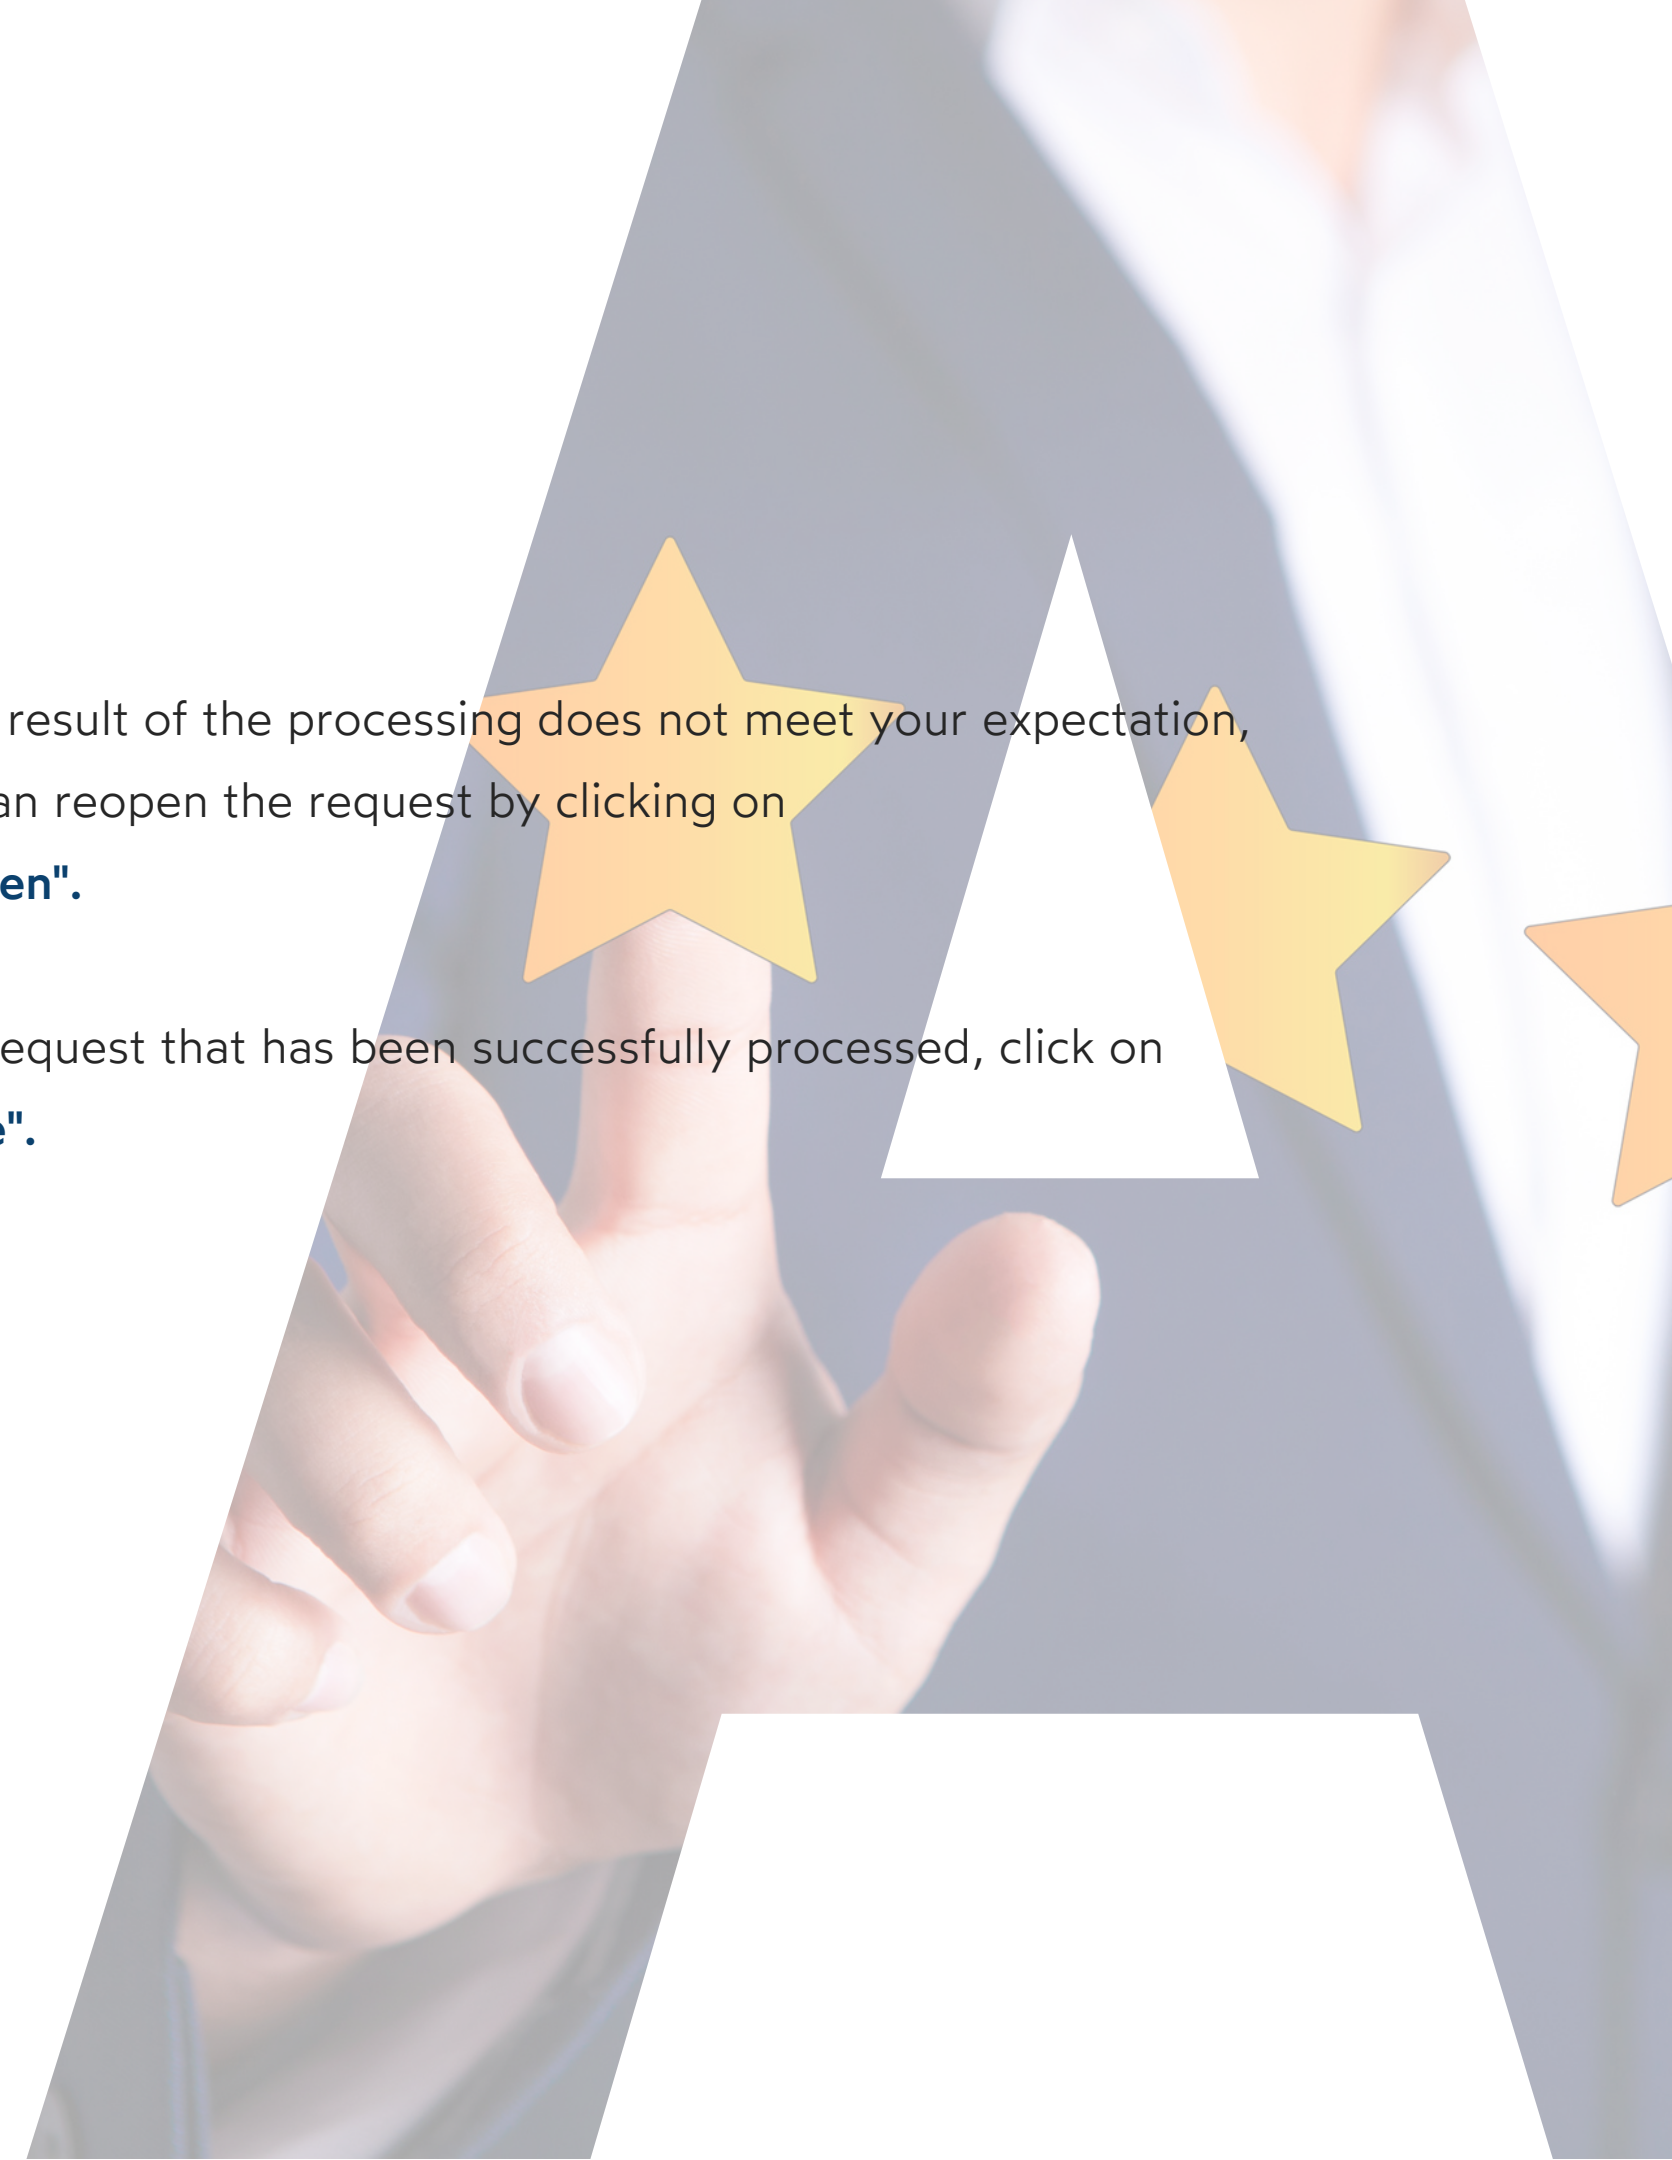 result of the processing does not meet your expectation,
an reopen the request by clicking on
en".
equest that has been successfully processed, click on
e".